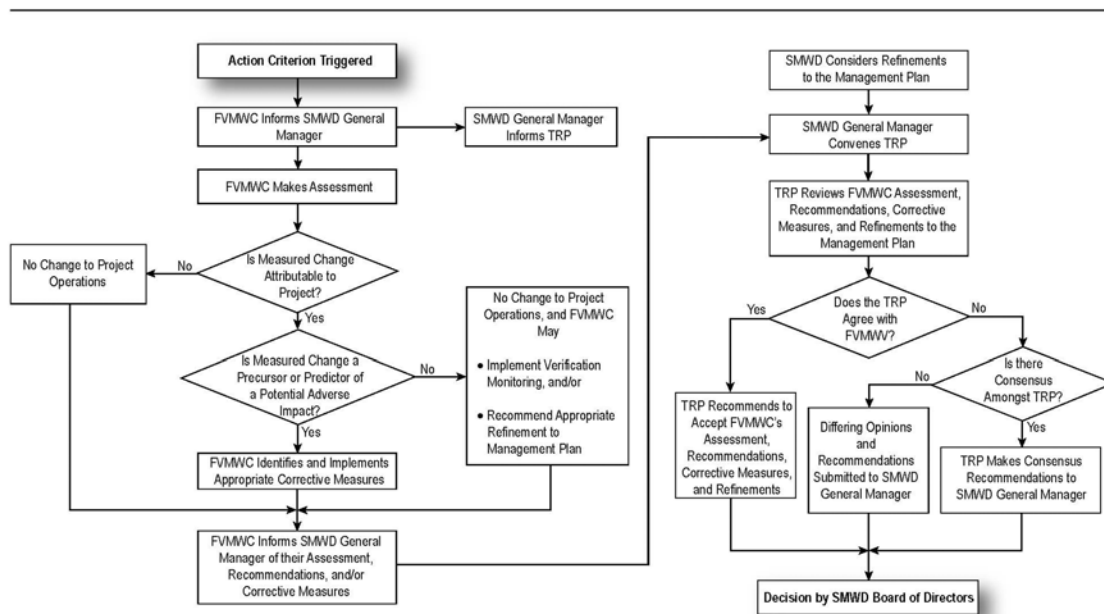 Action Criterion Triggered
FVMWC Informs SMWD General
Manager
SMWD General Manager
Informs TRP
FVMWC Makes Assessment
Is Measured Change
Attributable to
Project?
No
No Change to Project
Operations
Yes
Is Measured Change a
Precursor or Predictor of
a Potential Adverse
Impact?
No
No Change to Project
Operations, and FVMWC
May
• Implement Verification
Monitoring, and/or
• Recommend Appropriate
Refinement to
Management Plan
Yes
FVMWC Identifies and Implements
Appropriate Corrective Measures
FVMWC Informs SMWD General
Manager of their Assessment,
Recommendations, and/or
Corrective Measures
SMWD Considers Refinements
to the Management Plan
SMWD General Manager
Convenes TRP
TRP Reviews FVMWC Assessment,
Recommendations, Corrective
Measures, and Refinements to the
Management Plan
Does the TRP
Agree with
FVMWV?
Yes
No
TRP Recommends to
Accept FVMWC's
Assessment,
Recommendations,
Corrective Measures,
and Refinements
Is there
Consensus
Amongst TRP?
No
Differing Opinions
and
Recommendations
Submitted to SMWD
General Manager
Yes
TRP Makes Consensus
Recommendations to
SMWD General Manager
Decision by SMWD Board of Directors